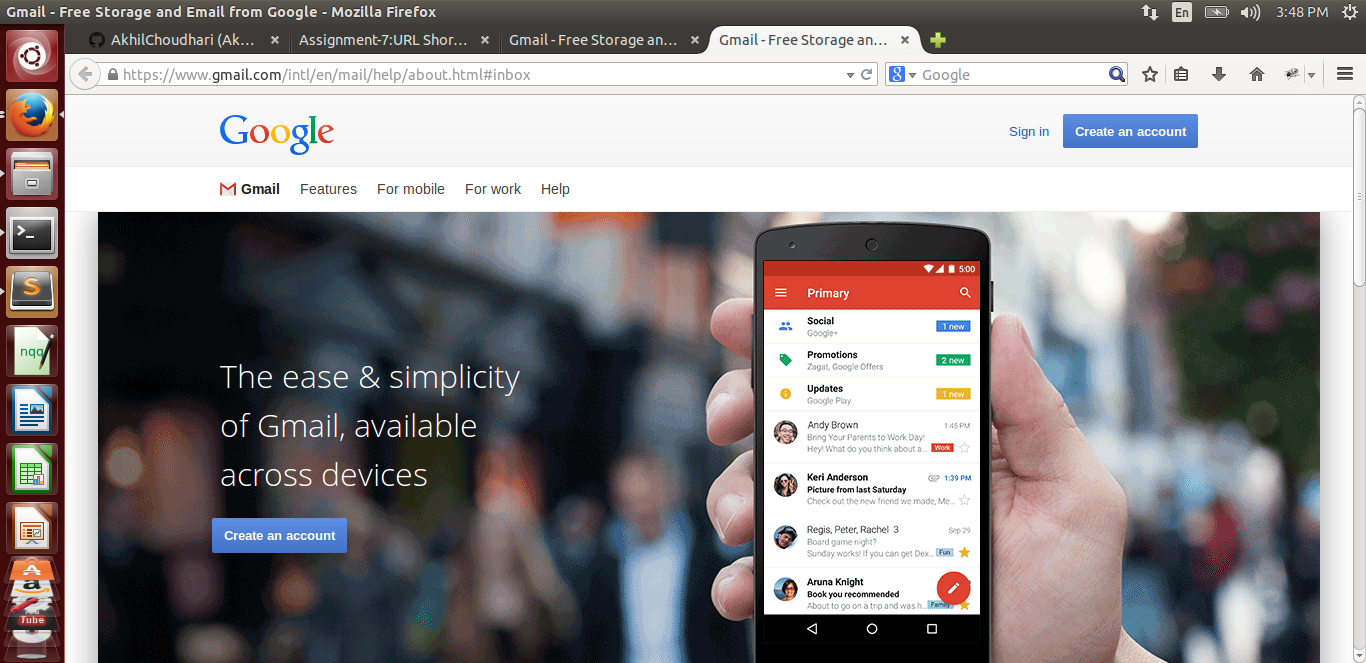 Gmail - Free Storage and Email from Google - Mozilla Firefox
En
3:48 PM
AkhilChoudhari (Ak...
Assignment-7:URL Shor...
Gmail - Free Storage an...
Gmail - Free Storage an...
https://www.gmail.com/intl/en/mail/help/about.html#inbox
8
Google
Google
Sign in
Create an account
Gmail
Features
For mobile
For work
Help
The ease & simplicity
of Gmail, available
across devices
Create an account
5:00
Primary
Social
1 new
Google+
Promotions
2 new
Zagat, Google Offers
Updates
1 new
Google Play
Andy Brown
1:45 PM
Bring Your Parents to Work Day!
Hey! What do you think about a...
Work
Keri Anderson
1:39 PM
Picture from last Saturday
Check out the new friend we made, Me...
Regis, Peter, Rachel 3
Sep 29
Board game night?
Sunday works! If you can get Dex...
Fun
Aruna Knight
Book you recommended
About to go on a trip and was h...
Family
>_
S
nqq
A
a
Tube